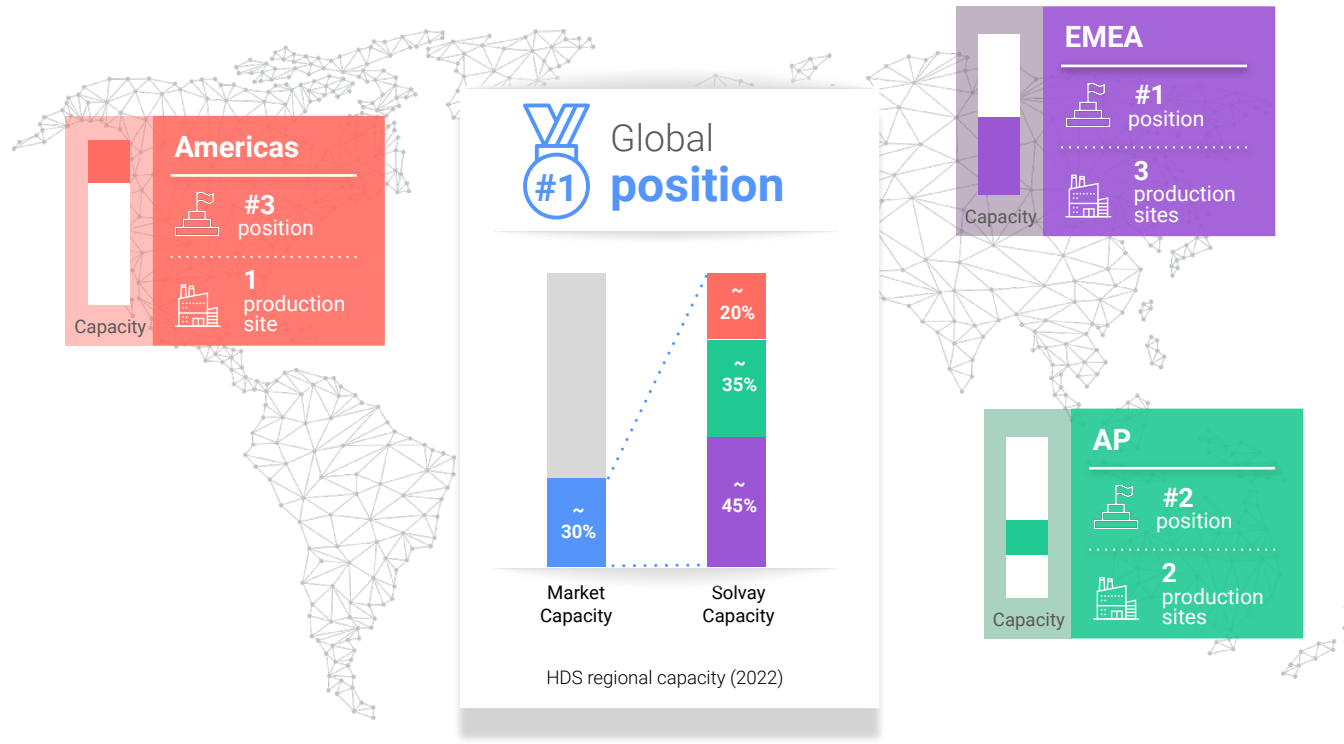 Americas
#3
position
1
production
site
Capacity
#1
Global
position
~
20%
~
35%
~
45%
~
30%
Market
Capacity
Solvay
Capacity
HDS regional capacity (2022)
EMEA
#1
position
3
production
sites
Capacity
AP
#2
position
2
production
sites
Capacity